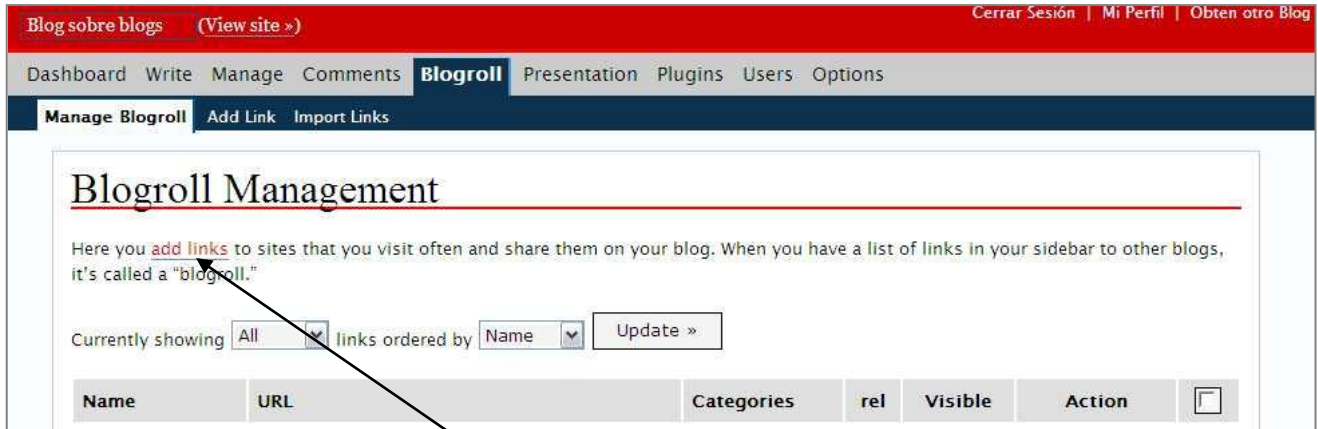 Blog sobre blogs (View site »)
Cerrar Sesión | Mi Perfil | Obten otro Blog
Dashboard Write Manage Comments Blogroll Presentation Plugins Users Options
Manage Blogroll Add Link Import Links
Blogroll Management
Here you add links to sites that you visit often and share them on your blog. When you have a list of links in your sidebar to other blogs,
it's called a “blogroll.”
Currently showing All links ordered by Name Update »
Name URL Categories rel Visible Action